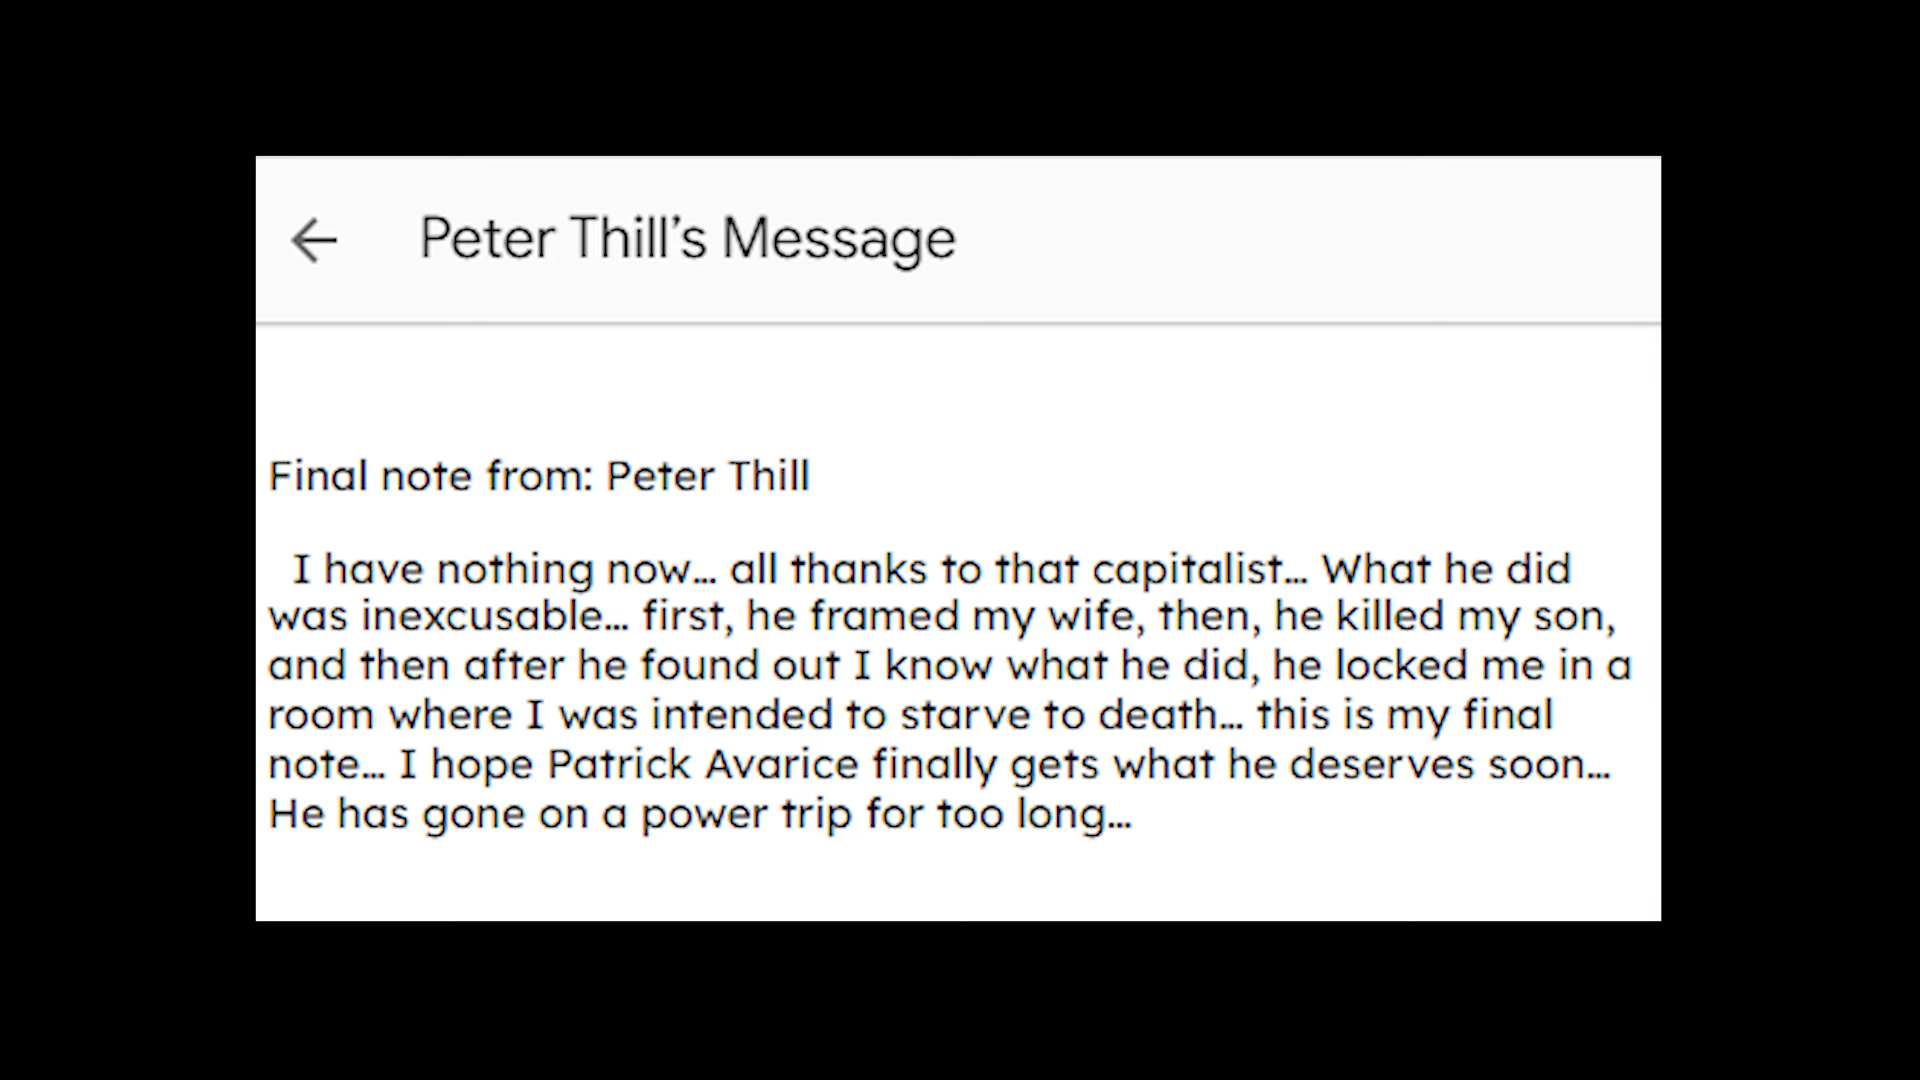 Peter Thill’s Message
Final note from: Peter Thill
I have nothing now... all thanks to that capitalist... What he did
was inexcusable... first, he framed my wife, then, he killed my son,
and then after he found out I know what he did, he locked me in a
room where I was intended to starve to death... this is my final
note... I hope Patrick Avarice finally gets what he deserves soon...
He has gone on a power trip for too long...